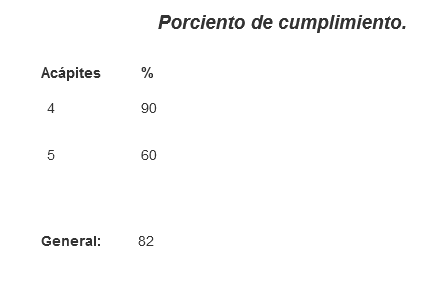 Porciento de cumplimiento.
Acápites %
4 90
5 60
General: 82